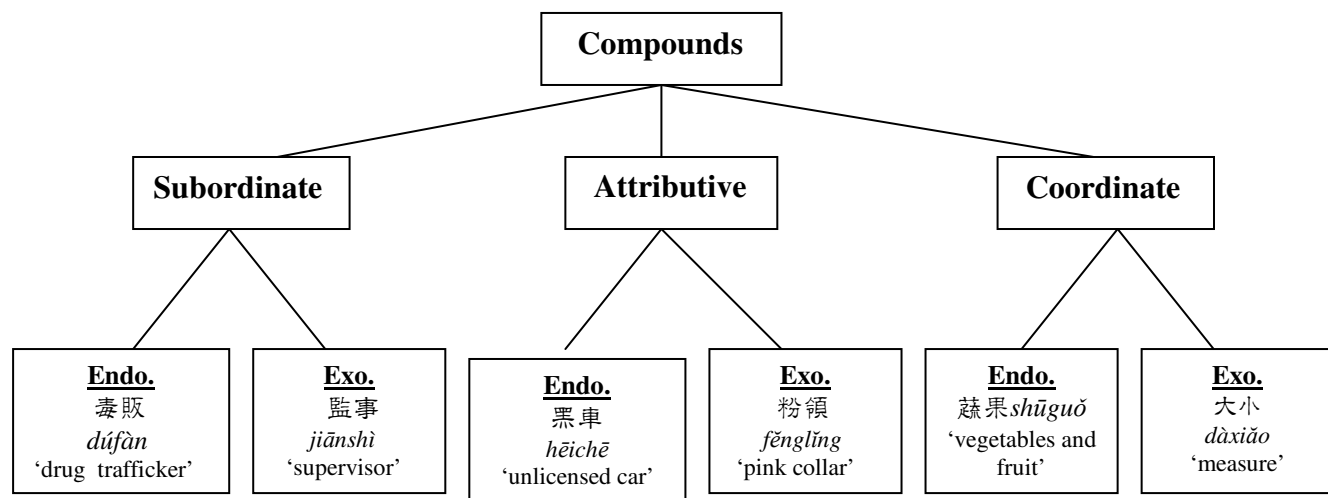 Compounds
Subordinate
Attributive
Coordinate
Endo.
毒販
dúfàn
‘drug trafficker’
Exo.
監事
jiānshì
‘supervisor’
Endo.
黑車
hēichē
‘unlicensed car’
Exo.
粉領
fěnglǐng
‘pink collar’
Endo.
蔬果shūguǒ
‘vegetables and
fruit’
Exo.
大小
dàxiǎo
‘measure’